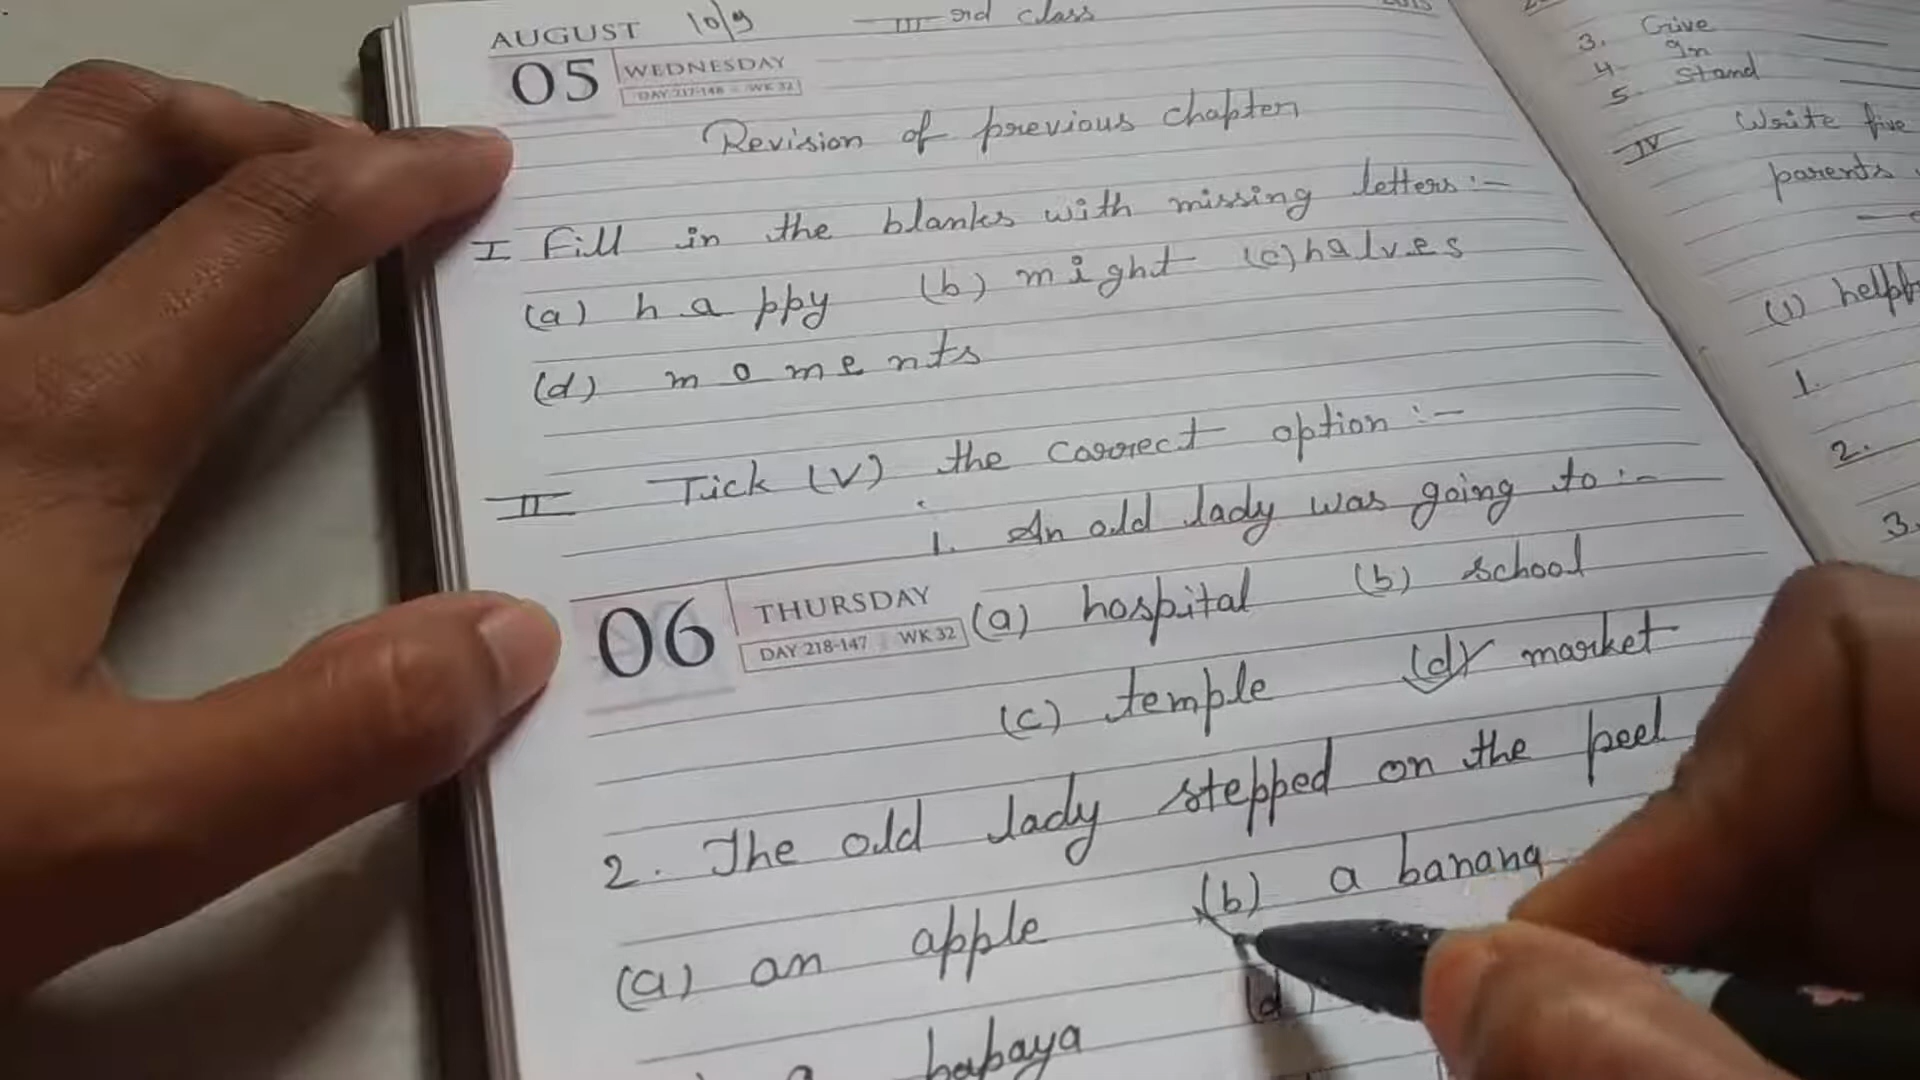 AUGUST 10/9 III rd class
05 WEDNESDAY
DAY 217-148 WK 32
Revision of previous chapter
I Fill in the blanks with missing letters :-
(a) h a ppy (b) m i ght (c) halves
(d) m o m e nts
II Tick (V) the correct option :-
1. An old lady was going to :-
06 THURSDAY
DAY 218-147 WK 32
(a) hospital (b) school
(c) temple (d) market
2. The old lady stepped on the peel
(a) an apple (b) a banana
a papaya (d)
3. Give
4. In
5. Stand
IV Write five
parents
(1)
1.
2.
3.